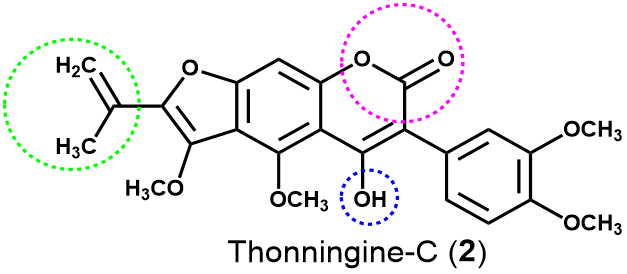 H₂C
O
O
O
H₃C
H₃CO
OCH₃
OH
OCH₃
OCH₃
Thonningine-C (2)